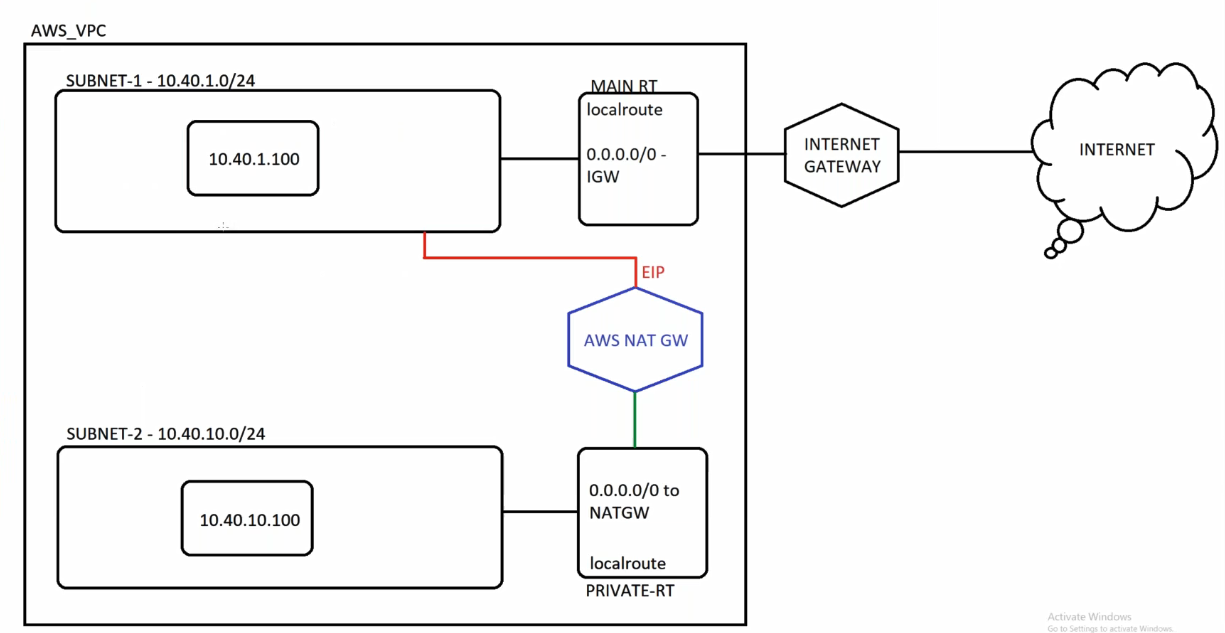 AWS_VPC
SUBNET-1 - 10.40.1.0/24
10.40.1.100
MAIN RT
localroute
0.0.0.0/0 -
IGW
INTERNET
GATEWAY
INTERNET
EIP
AWS NAT GW
SUBNET-2 - 10.40.10.0/24
10.40.10.100
0.0.0.0/0 to
NATGW
localroute
PRIVATE-RT
Activate Windows
Go to Settings to activate Windows.